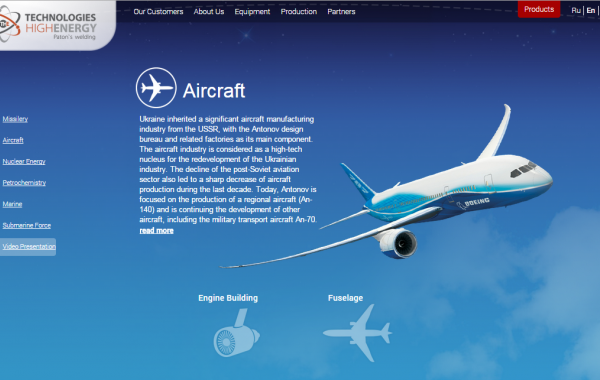 TECHNOLOGIES
HIGHENERGY
Paton's welding
Our Customers About Us Equipment Production Partners Products Ru En
Aircraft
Ukraine inherited a significant aircraft manufacturing
industry from the USSR, with the Antonov design
bureau and related factories as its main component.
The aircraft industry is considered as a high-tech
nucleus for the redevelopment of the Ukrainian
industry. The decline of the post-Soviet aviation
sector also led to a sharp decrease of aircraft
production during the last decade. Today, Antonov is
focused on the production of a regional aircraft (An-
140) and is continuing the development of other
aircraft, including the military transport aircraft An-70.
read more
Missilery
Aircraft
Nuclear Energy
Petrochemistry
Marine
Submarine Force
Video Presentation
BOEING
Engine Building Fuselage